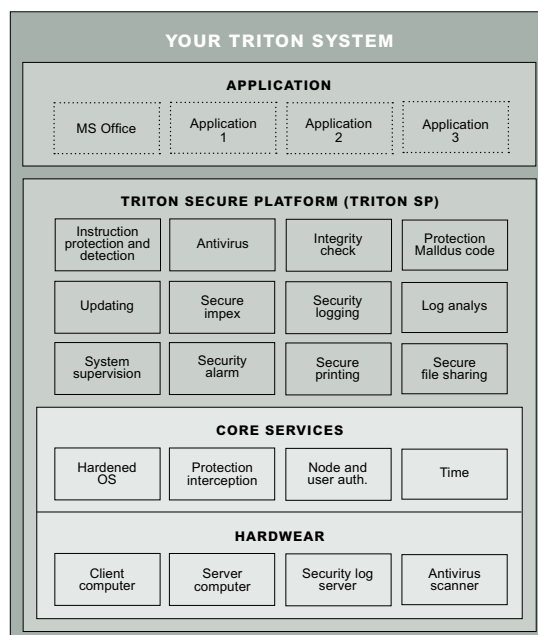 YOUR TRITON SYSTEM
APPLICATION
MS Office
Application
1
Application
2
Application
3
TRITON SECURE PLATFORM (TRITON SP)
Instruction
protection and
detection
Antivirus
Integrity
check
Protection
Malldus code
Updating
Secure
impex
Security
logging
Log analys
System
supervision
Security
alarm
Secure
printing
Secure
file sharing
CORE SERVICES
Hardened
OS
Protection
interception
Node and
user auth.
Time
HARDWEAR
Client
computer
Server
computer
Security log
server
Antivirus
scanner